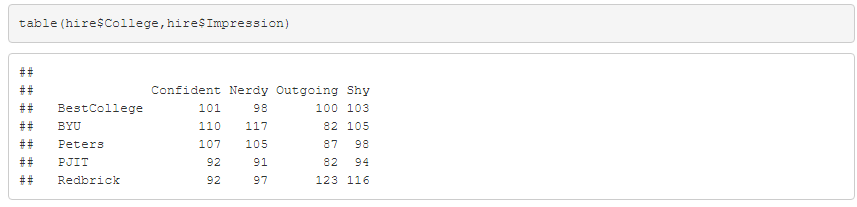 table(hire$College,hire$Impression)
##
##             Confident Nerdy Outgoing Shy
##   BestCollege       101    98      100 103
##   BYU               110   117       82 105
##   Peters            107   105       87  98
##   PJIT               92    91       82  94
##   Redbrick           92    97      123 116